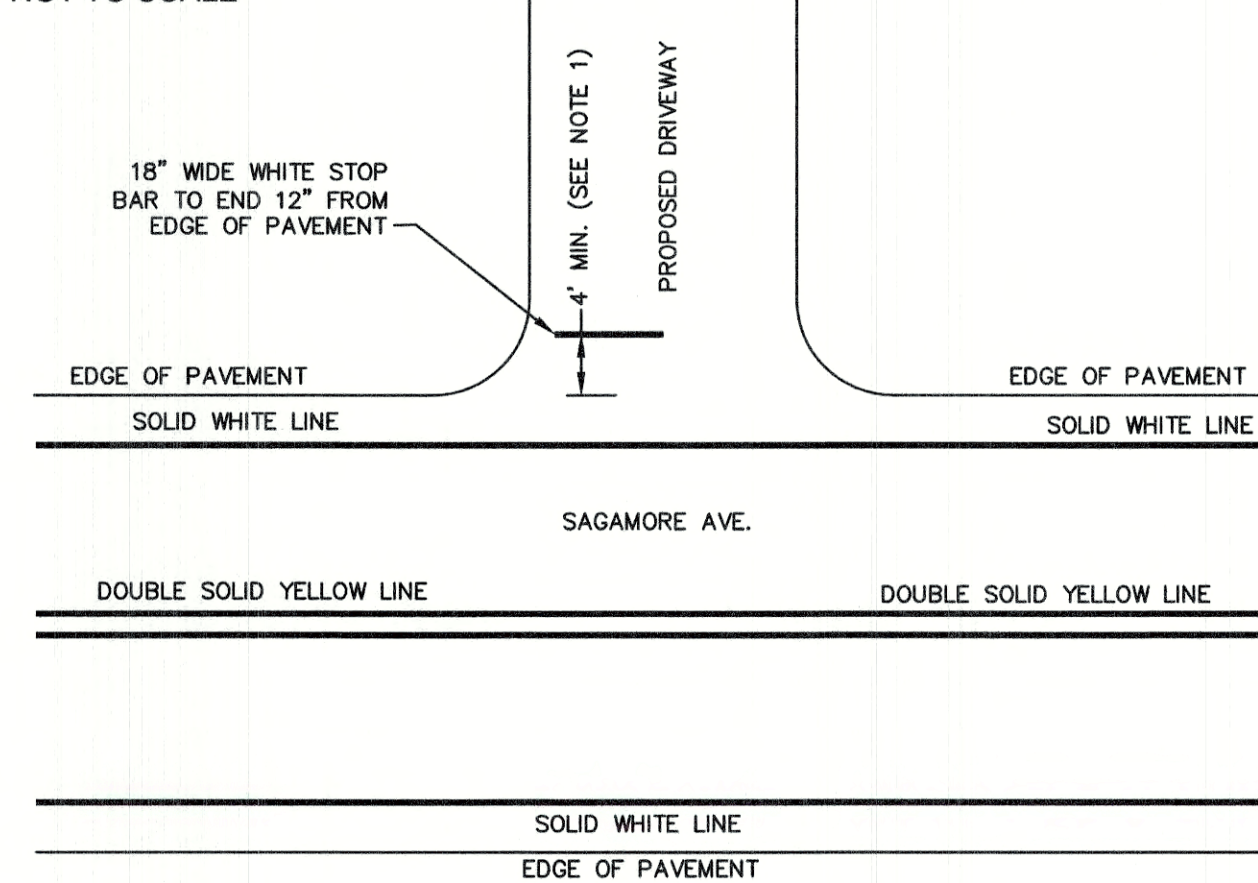 NOT TO SCALE
4' MIN. (SEE NOTE 1)
PROPOSED DRIVEWAY
18" WIDE WHITE STOP
BAR TO END 12" FROM
EDGE OF PAVEMENT
EDGE OF PAVEMENT
EDGE OF PAVEMENT
SOLID WHITE LINE
SOLID WHITE LINE
SAGAMORE AVE.
DOUBLE SOLID YELLOW LINE
DOUBLE SOLID YELLOW LINE
SOLID WHITE LINE
EDGE OF PAVEMENT